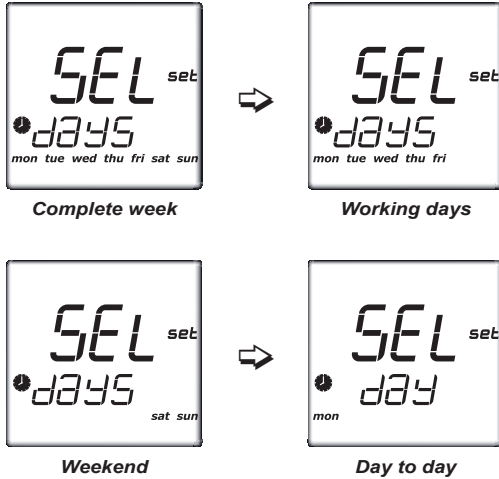 SEL set
days
mon tue wed thu fri sat sun
Complete week
SEL set
days
mon tue wed thu fri
Working days
SEL set
days
sat sun
Weekend
SEL set
day
mon
Day to day